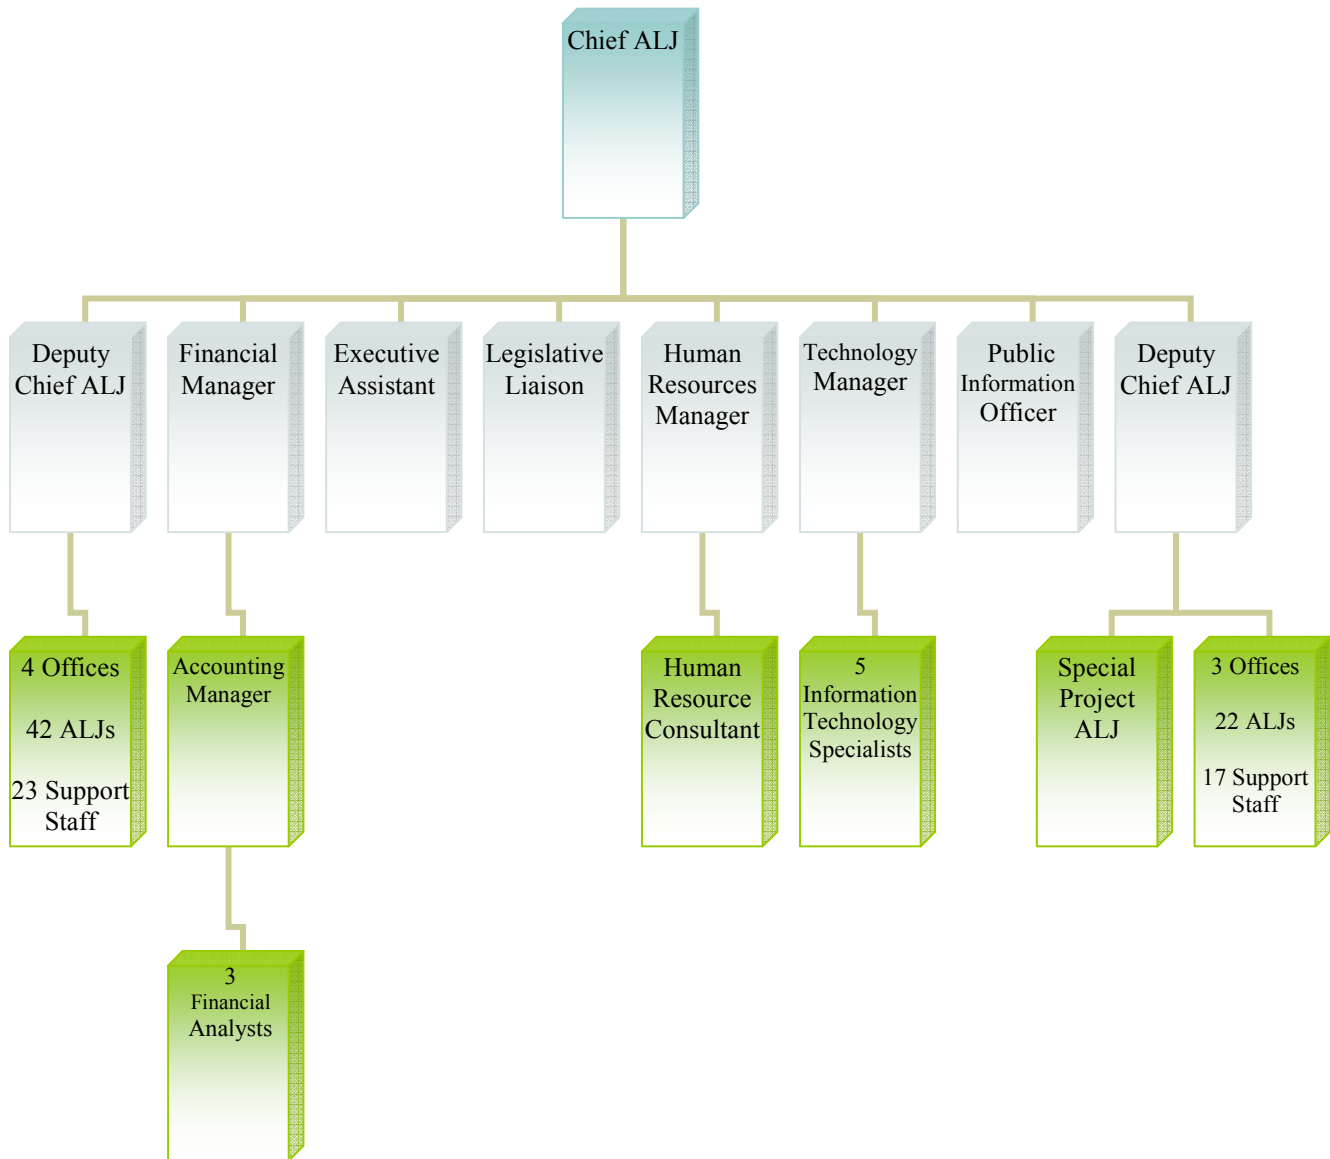 Chief ALJ
Deputy
Chief ALJ
Financial
Manager
Executive
Assistant
Legislative
Liaison
Human
Resources
Manager
Technology
Manager
Public
Information
Officer
Deputy
Chief ALJ
4 Offices
42 ALJs
23 Support
Staff
Accounting
Manager
Human
Resource
Consultant
5
Information
Technology
Specialists
Special
Project
ALJ
3 Offices
22 ALJs
17 Support
Staff
3
Financial
Analysts